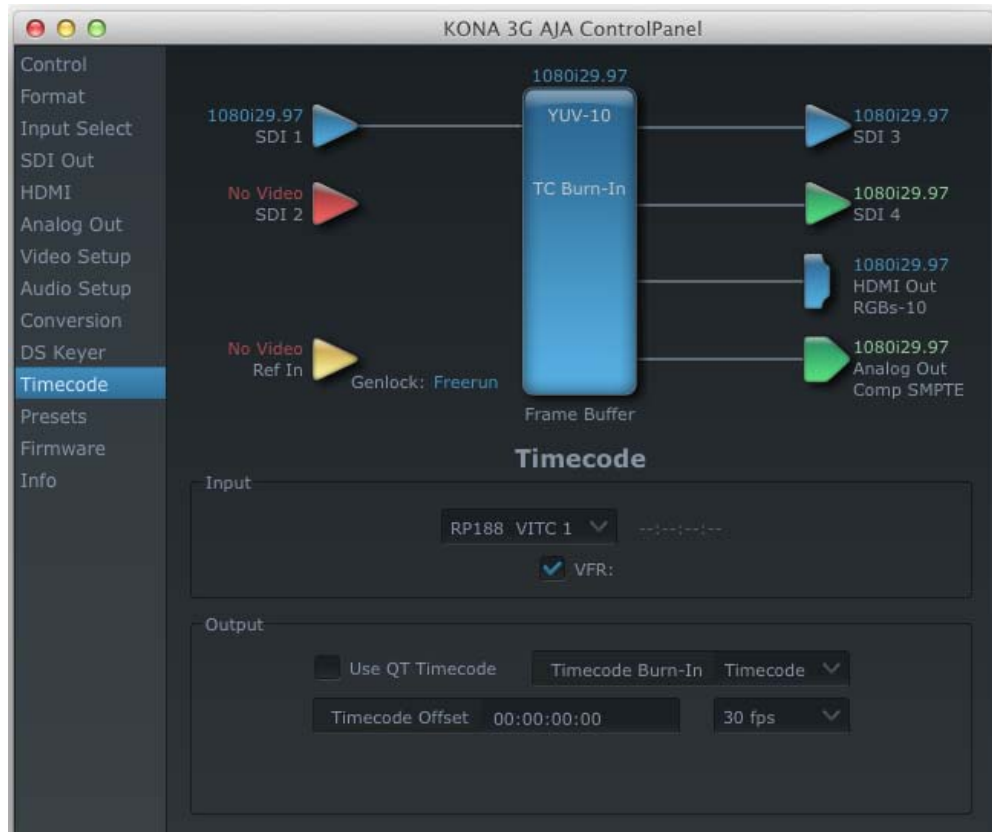 KONA 3G AJA ControlPanel
Control
Format
Input Select
SDI Out
HDMI
Analog Out
Video Setup
Audio Setup
Conversion
DS Keyer
Timecode
Presets
Firmware
Info
1080i29.97
YUV-10
TC Burn-In
Frame Buffer
1080i29.97
SDI 1
No Video
SDI 2
No Video
Ref In
Genlock: Freerun
1080i29.97
SDI 3
1080i29.97
SDI 4
1080i29.97
HDMI Out
RGBs-10
1080i29.97
Analog Out
Comp SMPTE
Timecode
Input
RP188 VITC 1 --:--:--:--
VFR:
Output
Use QT Timecode Timecode Burn-In Timecode
Timecode Offset 00:00:00:00 30 fps